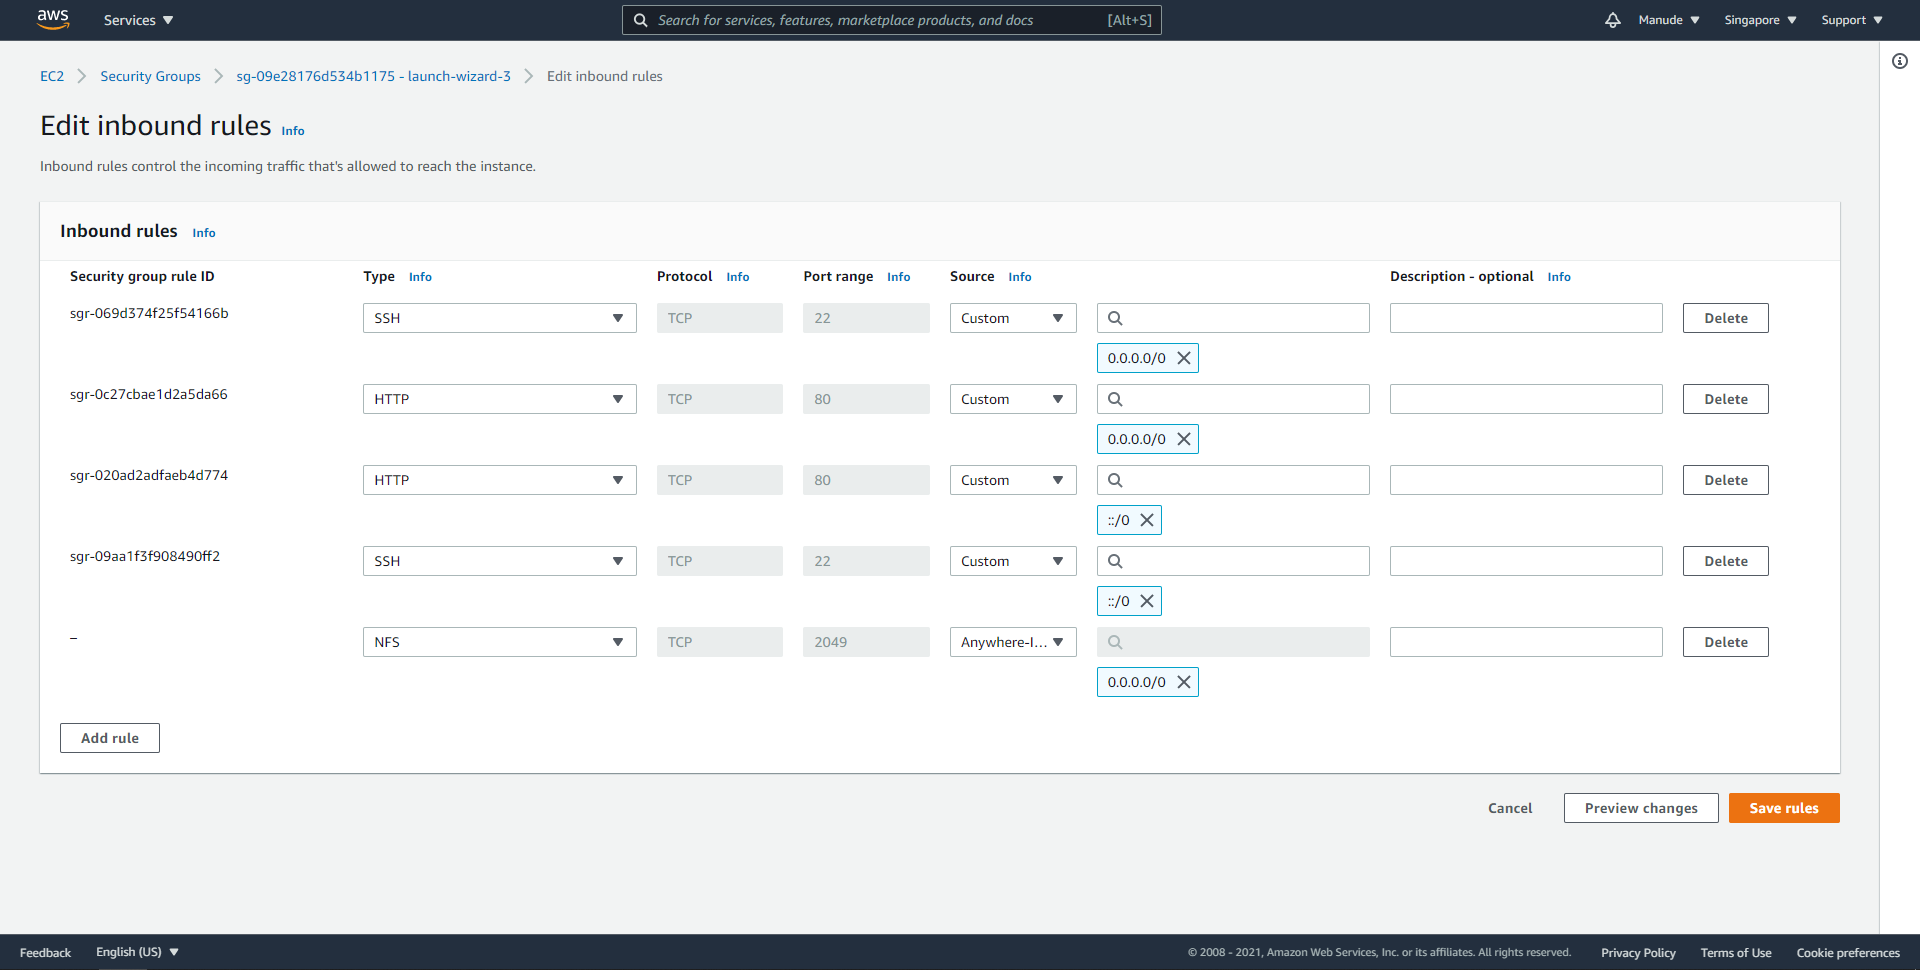 aws Services Search for services, features, marketplace products, and docs [Alt+S] Manude Singapore Support
EC2 Security Groups sg-09e28176d534b1175 - launch-wizard-3 Edit inbound rules
Edit inbound rules Info
Inbound rules control the incoming traffic that's allowed to reach the instance.
Inbound rules Info
Security group rule ID Type Info Protocol Info Port range Info Source Info Description - optional Info
sgr-069d374f25f54166b SSH TCP 22 Custom Delete
0.0.0.0/0
sgr-0c27cbae1d2a5da66 HTTP TCP 80 Custom Delete
0.0.0.0/0
sgr-020ad2adfaeb4d774 HTTP TCP 80 Custom Delete
::/0
sgr-09aa1f3f908490ff2 SSH TCP 22 Custom Delete
::/0
– NFS TCP 2049 Anywhere-I... Delete
0.0.0.0/0
Add rule
Cancel Preview changes Save rules
Feedback English (US) © 2008 - 2021, Amazon Web Services, Inc. or its affiliates. All rights reserved. Privacy Policy Terms of Use Cookie preferences